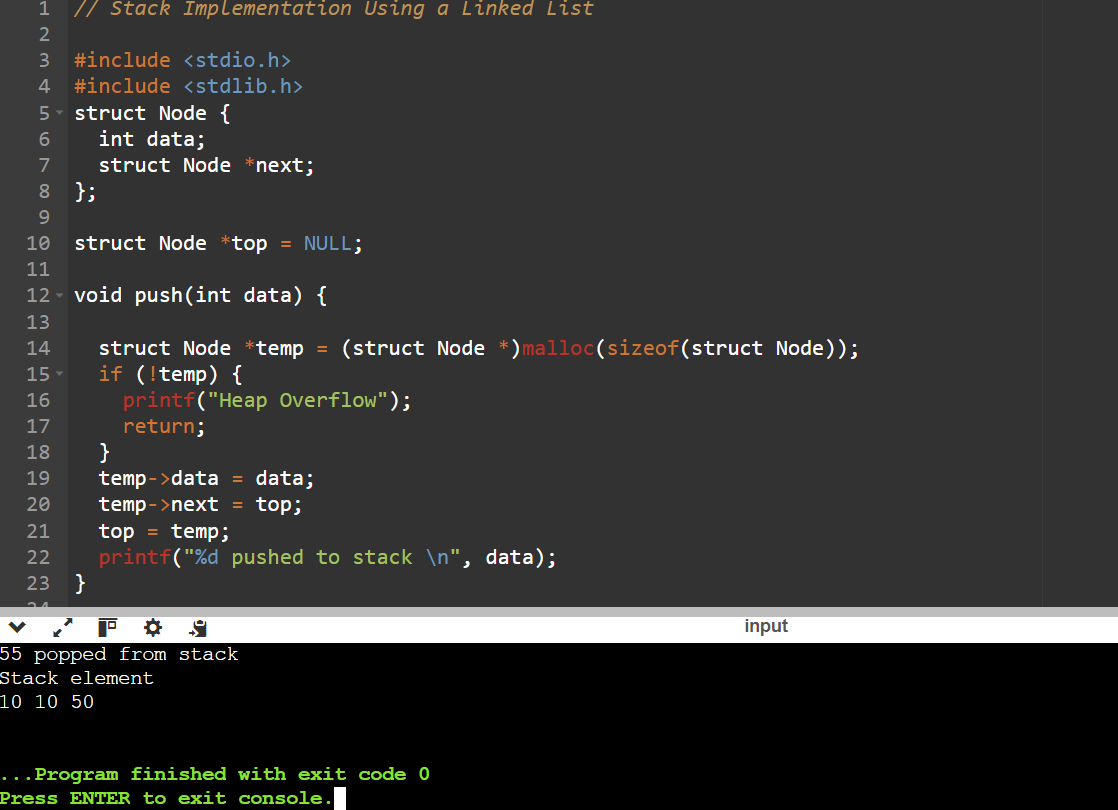 1 // Stack Implementation Using a Linked List
2
3 #include <stdio.h>
4 #include <stdlib.h>
5 struct Node {
6   int data;
7   struct Node *next;
8 };
9
10 struct Node *top = NULL;
11
12 void push(int data) {
13
14   struct Node *temp = (struct Node *)malloc(sizeof(struct Node));
15   if (!temp) {
16     printf("Heap Overflow");
17     return;
18   }
19   temp->data = data;
20   temp->next = top;
21   top = temp;
22   printf("%d pushed to stack \n", data);
23 }
24
input
55 popped from stack
Stack element
10 10 50
...Program finished with exit code 0
Press ENTER to exit console.